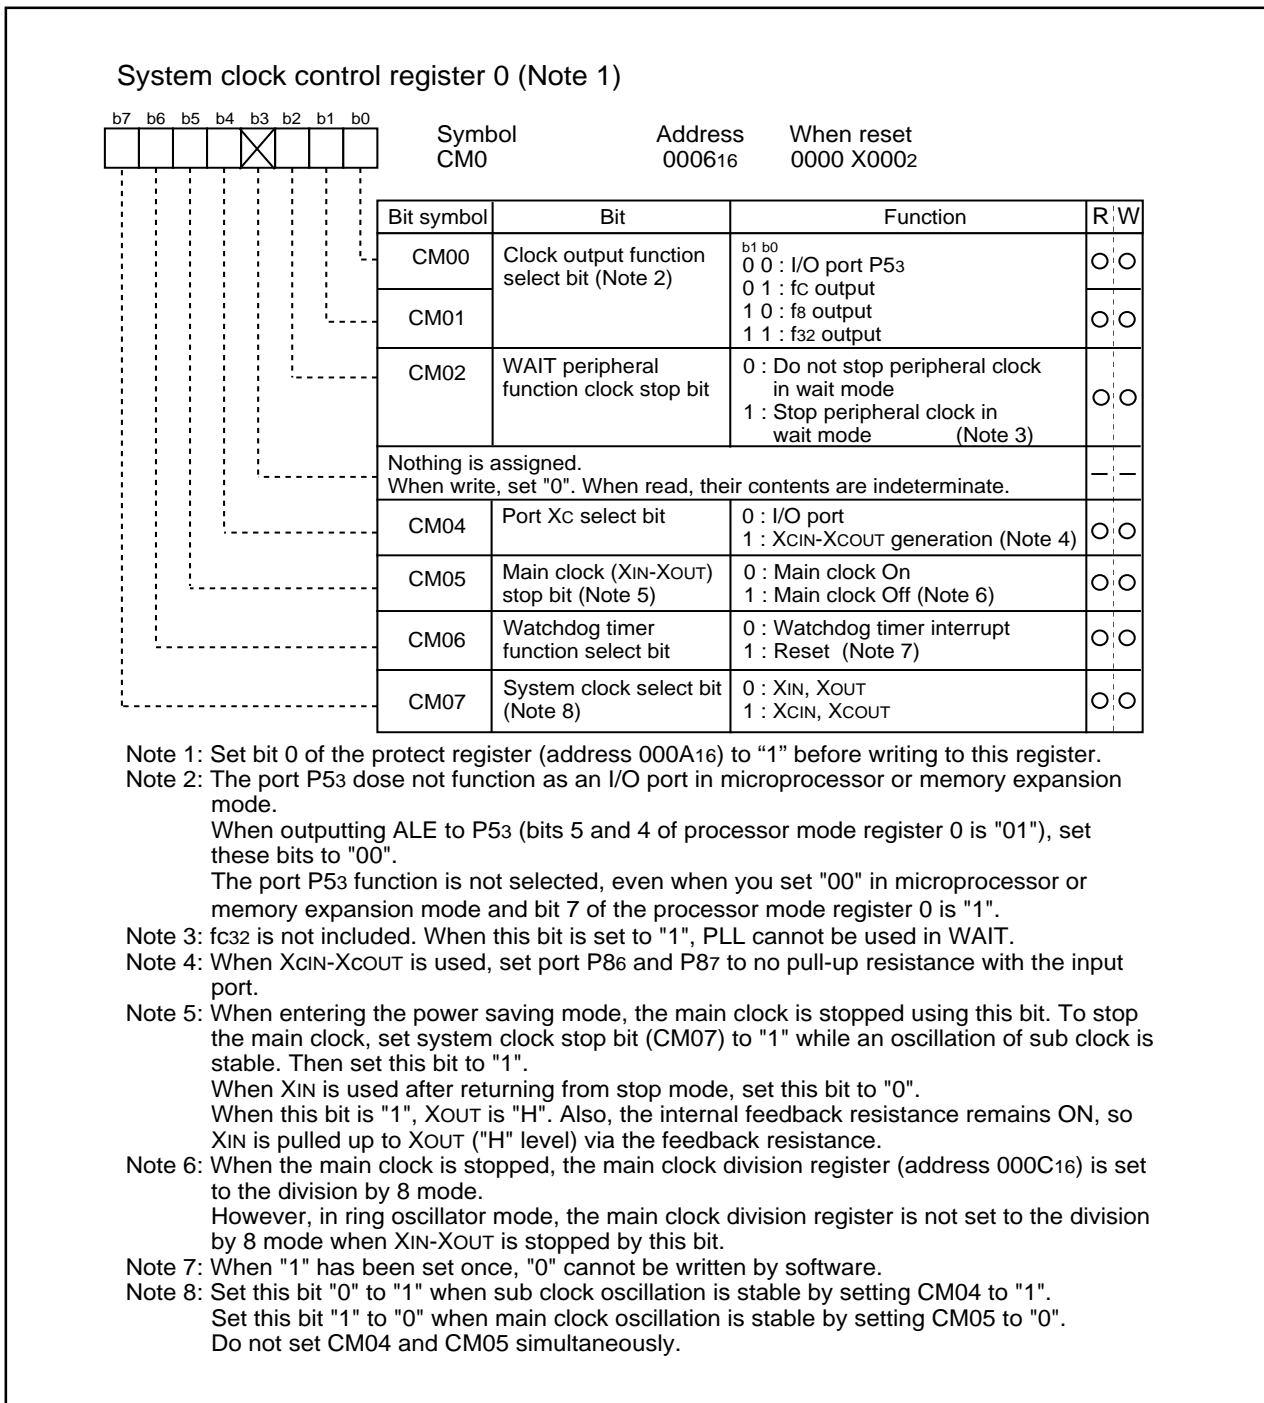 System clock control register 0 (Note 1)
b7 b6 b5 b4 b3 b2 b1 b0
Symbol Address When reset
CM0 000616 0000 X0002
Bit symbol Bit Function R W
CM00 Clock output function select bit (Note 2)
b1 b0
0 0 : I/O port P53
0 1 : fC output
1 0 : f8 output
1 1 : f32 output
CM01
CM02 WAIT peripheral function clock stop bit
0 : Do not stop peripheral clock
in wait mode
1 : Stop peripheral clock in
wait mode (Note 3)
Nothing is assigned.
When write, set "0". When read, their contents are indeterminate.
CM04 Port XC select bit
0 : I/O port
1 : XCIN-XCOUT generation (Note 4)
CM05 Main clock (XIN-XOUT) stop bit (Note 5)
0 : Main clock On
1 : Main clock Off (Note 6)
CM06 Watchdog timer function select bit
0 : Watchdog timer interrupt
1 : Reset (Note 7)
CM07 System clock select bit (Note 8)
0 : XIN, XOUT
1 : XCIN, XCOUT
Note 1: Set bit 0 of the protect register (address 000A16) to “1” before writing to this register.
Note 2: The port P53 dose not function as an I/O port in microprocessor or memory expansion
mode.
When outputting ALE to P53 (bits 5 and 4 of processor mode register 0 is "01"), set
these bits to "00".
The port P53 function is not selected, even when you set "00" in microprocessor or
memory expansion mode and bit 7 of the processor mode register 0 is "1".
Note 3: fc32 is not included. When this bit is set to "1", PLL cannot be used in WAIT.
Note 4: When XcIN-XcOUT is used, set port P86 and P87 to no pull-up resistance with the input
port.
Note 5: When entering the power saving mode, the main clock is stopped using this bit. To stop
the main clock, set system clock stop bit (CM07) to "1" while an oscillation of sub clock is
stable. Then set this bit to "1".
When XIN is used after returning from stop mode, set this bit to "0".
When this bit is "1", XOUT is "H". Also, the internal feedback resistance remains ON, so
XIN is pulled up to XOUT ("H" level) via the feedback resistance.
Note 6: When the main clock is stopped, the main clock division register (address 000C16) is set
to the division by 8 mode.
However, in ring oscillator mode, the main clock division register is not set to the division
by 8 mode when XIN-XOUT is stopped by this bit.
Note 7: When "1" has been set once, "0" cannot be written by software.
Note 8: Set this bit "0" to "1" when sub clock oscillation is stable by setting CM04 to "1".
Set this bit "1" to "0" when main clock oscillation is stable by setting CM05 to "0".
Do not set CM04 and CM05 simultaneously.